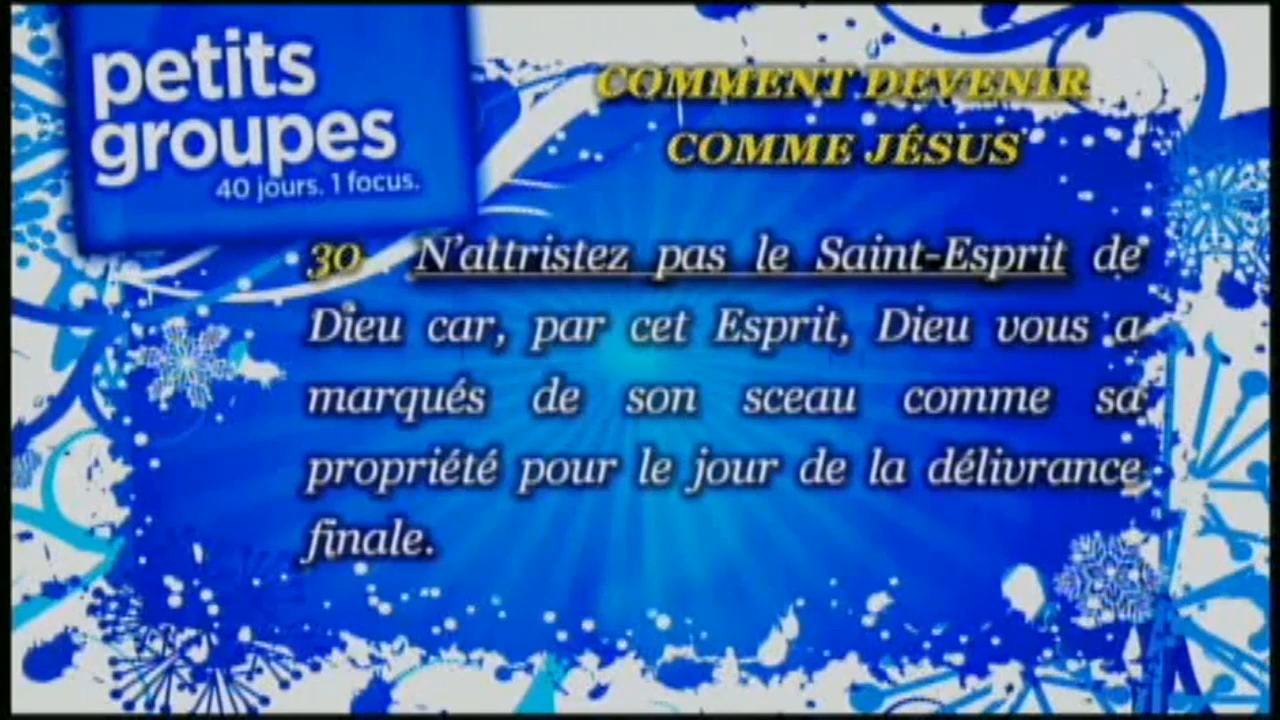 petits
groupes
40 jours. 1 focus.
COMMENT DEVENIR
COMME JÉSUS
30 N’attristez pas le Saint-Esprit de
Dieu car, par cet Esprit, Dieu vous a
marqués de son sceau comme sa
propriété pour le jour de la délivrance
finale.